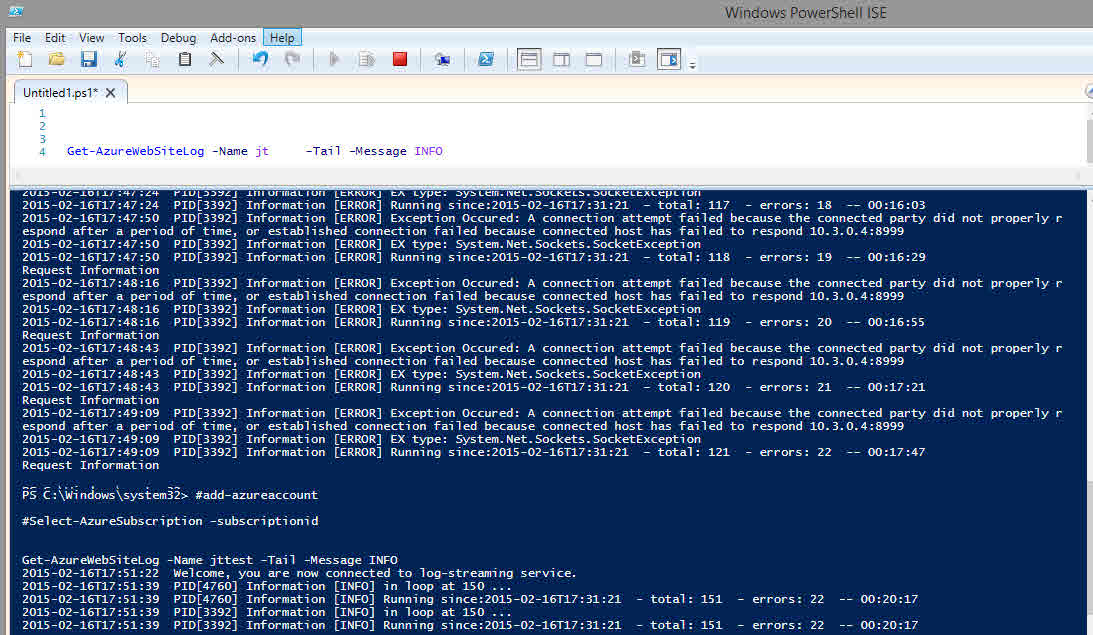 Windows PowerShell ISE
File Edit View Tools Debug Add-ons Help
Untitled1.ps1* X
1
2
3
4 Get-AzureWebSiteLog -Name jt -Tail -Message INFO
2015-02-16T17:47:24 PID[3392] Information [ERROR] EX type: System.Net.Sockets.SocketException
2015-02-16T17:47:24 PID[3392] Information [ERROR] Running since:2015-02-16T17:31:21 - total: 117 - errors: 18 -- 00:16:03
2015-02-16T17:47:50 PID[3392] Information [ERROR] Exception Occured: A connection attempt failed because the connected party did not properly r
espond after a period of time, or established connection failed because connected host has failed to respond 10.3.0.4:8999
2015-02-16T17:47:50 PID[3392] Information [ERROR] EX type: System.Net.Sockets.SocketException
2015-02-16T17:47:50 PID[3392] Information [ERROR] Running since:2015-02-16T17:31:21 - total: 118 - errors: 19 -- 00:16:29
Request Information
2015-02-16T17:48:16 PID[3392] Information [ERROR] Exception Occured: A connection attempt failed because the connected party did not properly r
espond after a period of time, or established connection failed because connected host has failed to respond 10.3.0.4:8999
2015-02-16T17:48:16 PID[3392] Information [ERROR] EX type: System.Net.Sockets.SocketException
2015-02-16T17:48:16 PID[3392] Information [ERROR] Running since:2015-02-16T17:31:21 - total: 119 - errors: 20 -- 00:16:55
Request Information
2015-02-16T17:48:43 PID[3392] Information [ERROR] Exception Occured: A connection attempt failed because the connected party did not properly r
espond after a period of time, or established connection failed because connected host has failed to respond 10.3.0.4:8999
2015-02-16T17:48:43 PID[3392] Information [ERROR] EX type: System.Net.Sockets.SocketException
2015-02-16T17:48:43 PID[3392] Information [ERROR] Running since:2015-02-16T17:31:21 - total: 120 - errors: 21 -- 00:17:21
Request Information
2015-02-16T17:49:09 PID[3392] Information [ERROR] Exception Occured: A connection attempt failed because the connected party did not properly r
espond after a period of time, or established connection failed because connected host has failed to respond 10.3.0.4:8999
2015-02-16T17:49:09 PID[3392] Information [ERROR] EX type: System.Net.Sockets.SocketException
2015-02-16T17:49:09 PID[3392] Information [ERROR] Running since:2015-02-16T17:31:21 - total: 121 - errors: 22 -- 00:17:47
Request Information
PS C:\Windows\system32> #add-azureaccount
#Select-AzureSubscription -subscriptionid
Get-AzureWebSiteLog -Name jttest -Tail -Message INFO
2015-02-16T17:51:22 Welcome, you are now connected to log-streaming service.
2015-02-16T17:51:39 PID[4760] Information [INFO] in loop at 150 ...
2015-02-16T17:51:39 PID[4760] Information [INFO] Running since:2015-02-16T17:31:21 - total: 151 - errors: 22 -- 00:20:17
2015-02-16T17:51:39 PID[3392] Information [INFO] in loop at 150 ...
2015-02-16T17:51:39 PID[3392] Information [INFO] Running since:2015-02-16T17:31:21 - total: 151 - errors: 22 -- 00:20:17